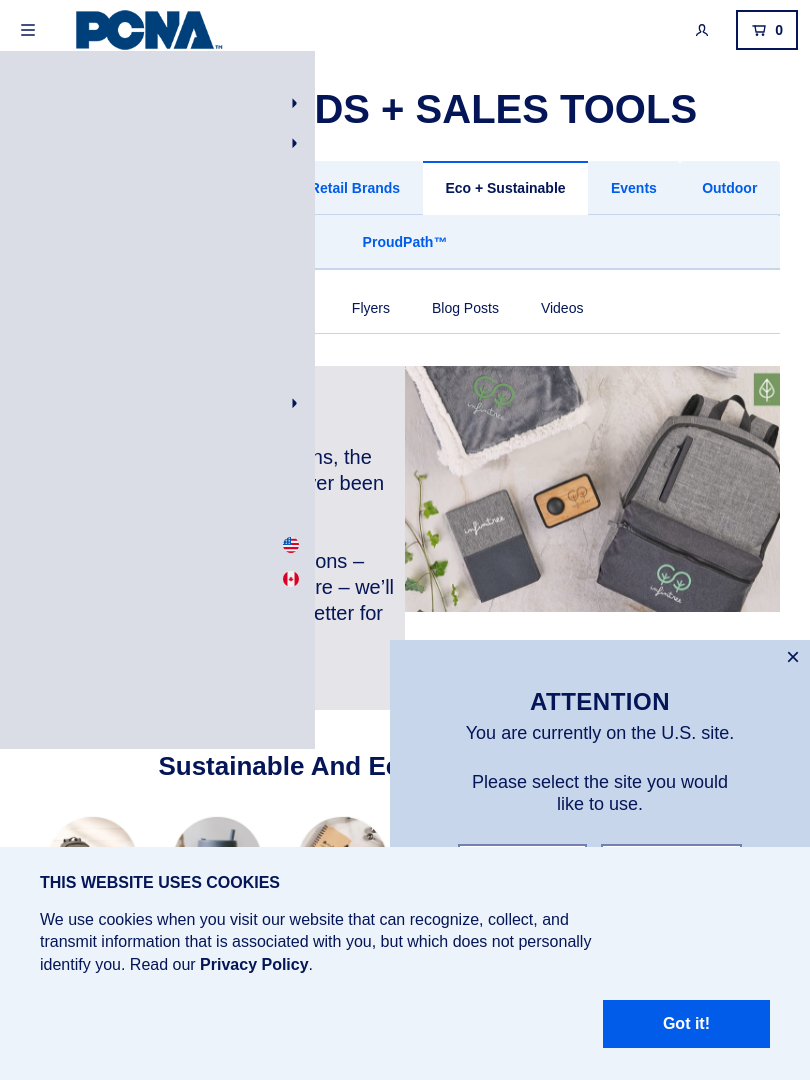 PCNA™
0
DS + SALES TOOLS
Retail Brands
Eco + Sustainable
Events
Outdoor
ProudPath™
Flyers
Blog Posts
Videos
ns, the
ver been
ons –
re – we’ll
etter for
infinitree
infinitree
infinitree
ATTENTION
You are currently on the U.S. site.
Please select the site you would
like to use.
Sustainable And Ec
THIS WEBSITE USES COOKIES
We use cookies when you visit our website that can recognize, collect, and
transmit information that is associated with you, but which does not personally
identify you. Read our Privacy Policy.
Got it!